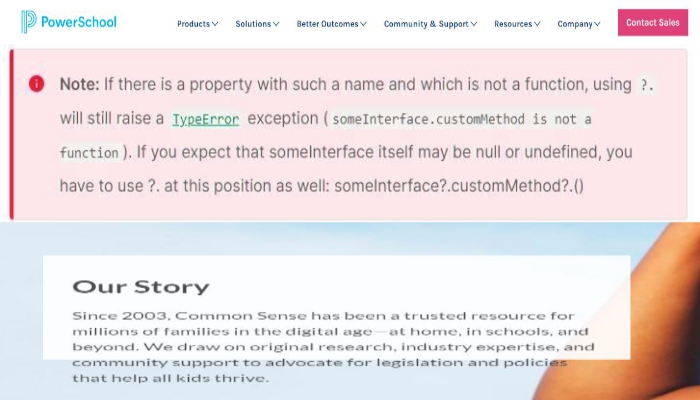 PowerSchool
Products Solutions Better Outcomes Community & Support Resources Company Contact Sales
Note: If there is a property with such a name and which is not a function, using ?.
will still raise a TypeError exception ( someInterface.customMethod is not a
function ). If you expect that someInterface itself may be null or undefined, you
have to use ?. at this position as well: someInterface?.customMethod?.()
Our Story
Since 2003, Common Sense has been a trusted resource for
millions of families in the digital age—at home, in schools, and
beyond. We draw on original research, industry expertise, and
community support to advocate for legislation and policies
that help all kids thrive.